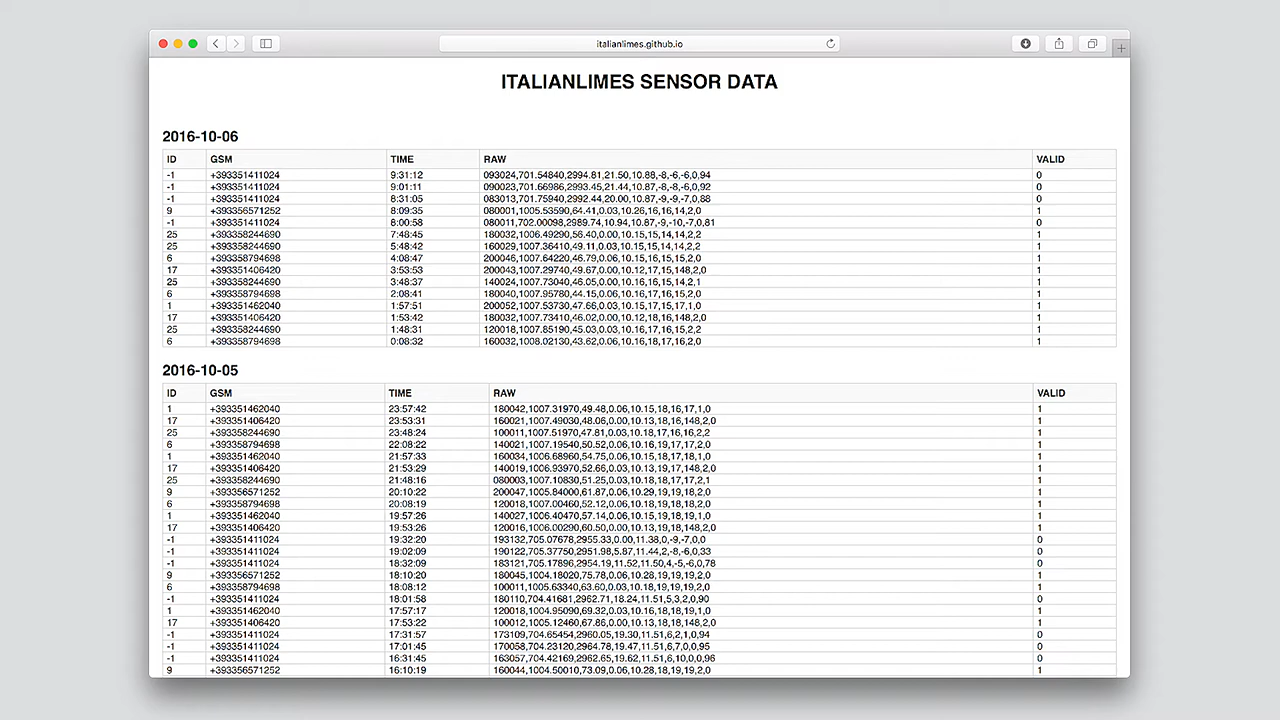 italianlimes.github.io
ITALIANLIMES SENSOR DATA
2016-10-06
ID GSM TIME RAW VALID
-1 +393351411024 9:31:12 093024,701.54840,2994.81,21.50,10.88,-8,-6,-6,0,94 0
-1 +393351411024 9:01:11 090023,701.66986,2993.45,21.44,10.87,-8,-8,-6,0,92 0
-1 +393351411024 8:31:05 083013,701.75940,2992.44,20.00,10.87,-9,-9,-7,0,88 0
9 +393356571252 8:09:35 080001,1005.53590,64.41,0.03,10.26,16,16,14,2,0 1
-1 +393351411024 8:00:58 080011,702.00098,2989.74,10.94,10.87,-9,-10,-7,0,81 0
25 +393358244690 7:48:45 180032,1006.49290,56.40,0.00,10.15,15,14,14,2,2 1
25 +393358244690 5:48:42 160029,1007.36410,49.11,0.03,10.15,15,14,14,2,2 1
6 +393358794698 4:08:47 200046,1007.64220,46.79,0.06,10.15,16,15,15,2,0 1
17 +393351406420 3:53:53 200043,1007.29740,49.67,0.00,10.12,17,15,148,2,0 1
25 +393358244690 3:48:37 140024,1007.73040,46.05,0.06,10.16,16,15,14,2,1 1
6 +393358794698 2:08:41 180040,1007.95780,44.15,0.06,10.16,17,16,15,2,0 1
1 +393351462040 1:57:51 200052,1007.53730,47.66,0.03,10.15,17,15,17,1,0 1
17 +393351406420 1:53:42 180032,1007.73410,46.02,0.00,10.12,18,16,148,2,0 1
25 +393358244690 1:48:31 120018,1007.85190,45.03,0.03,10.16,17,16,15,2,2 1
6 +393358794698 0:08:32 160032,1008.02130,43.62,0.06,10.16,18,17,16,2,0 1
2016-10-05
ID GSM TIME RAW VALID
1 +393351462040 23:57:42 180042,1007.31970,49.48,0.06,10.15,18,16,17,1,0 1
17 +393351406420 23:53:31 160021,1007.49030,48.06,0.00,10.13,19,16,148,2,0 1
25 +393358244690 23:48:24 100011,1007.51970,47.81,0.03,10.18,17,16,16,2,2 1
6 +393358794698 22:08:22 140021,1007.19540,50.52,0.06,10.16,19,17,17,2,0 1
1 +393351462040 21:57:33 160034,1006.68960,54.75,0.06,10.15,18,17,18,1,0 1
17 +393351406420 21:53:29 140019,1006.93970,52.66,0.03,10.13,19,17,148,2,0 1
25 +393358244690 21:48:16 080003,1007.10830,51.25,0.03,10.18,18,17,17,2,1 1
9 +393356571252 20:10:22 200047,1005.84000,61.87,0.06,10.29,19,19,18,2,0 1
6 +393358794698 20:08:19 120018,1007.00460,52.12,0.03,10.18,19,18,18,2,0 1
1 +393351462040 19:57:26 140027,1006.40470,57.14,0.06,10.15,19,18,19,1,0 1
17 +393351406420 19:53:26 120016,1006.00290,60.50,0.00,10.13,19,18,148,2,0 1
-1 +393351411024 19:32:20 193132,705.07678,2955.33,0.00,11.38,0,-9,-7,0,0 0
-1 +393351411024 19:02:09 190122,705.37750,2951.98,5.87,11.44,2,-8,-6,0,33 0
-1 +393351411024 18:32:09 183121,705.17896,2954.19,11.52,11.50,4,-5,-6,0,78 0
9 +393356571252 18:10:20 180045,1004.18020,75.78,0.06,10.28,19,19,19,2,0 1
6 +393358794698 18:08:12 100011,1005.63340,63.60,0.03,10.18,19,19,19,2,0 1
-1 +393351411024 18:01:58 180110,704.41681,2962.71,18.24,11.51,5,3,2,0,90 0
1 +393351462040 17:57:17 120018,1004.95090,69.32,0.03,10.16,18,18,19,1,0 1
17 +393351406420 17:53:22 100012,1005.12460,67.86,0.00,10.13,18,18,148,2,0 1
-1 +393351411024 17:31:57 173109,704.65454,2960.05,19.30,11.51,6,2,1,0,94 0
-1 +393351411024 17:01:45 170058,704.23120,2964.78,19.47,11.51,6,7,0,0,95 0
-1 +393351411024 16:31:45 163057,704.42169,2962.65,19.62,11.51,6,10,0,0,96 0
9 +393356571252 16:10:19 160044,1004.50010,73.09,0.06,10.28,18,19,19,2,0 1